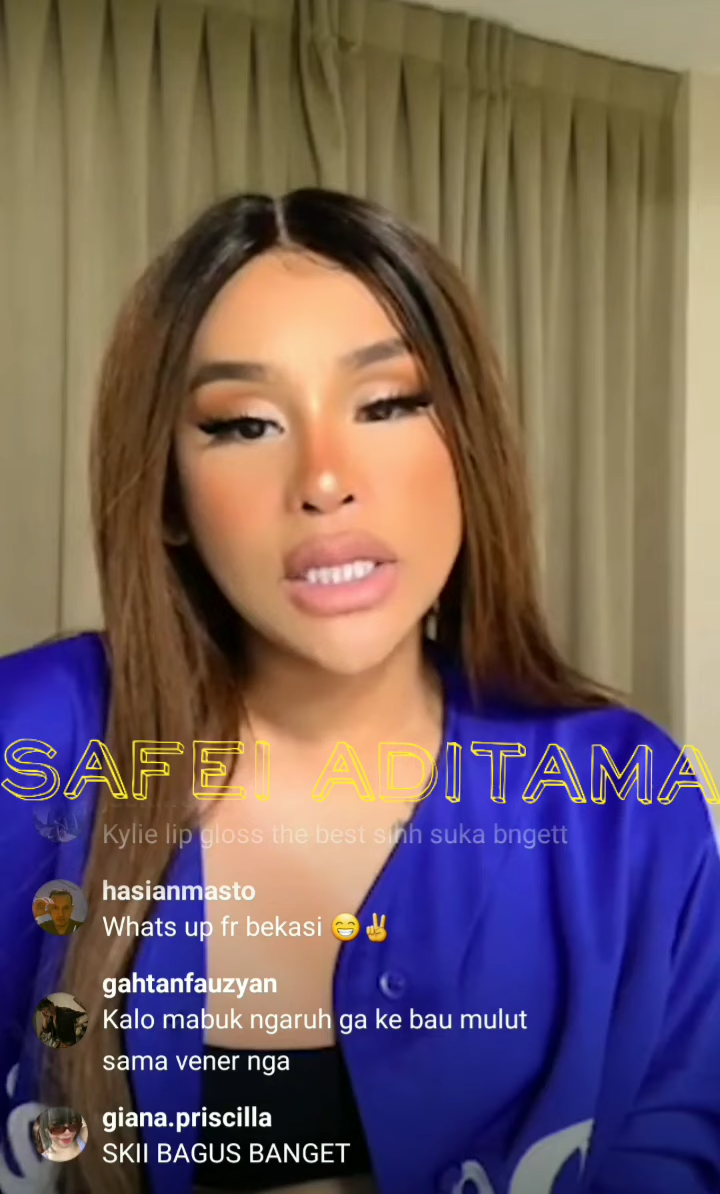 SAFEI ADITAMA
Kylie lip gloss the best sihh suka bngett
hasianmasto
Whats up fr bekasi 😁✌️
gahtanfauzyan
Kalo mabuk ngaruh ga ke bau mulut
sama vener nga
giana.priscilla
SKII BAGUS BANGET